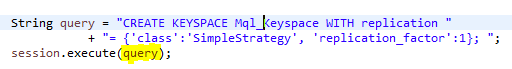 String query = "CREATE KEYSPACE Mql_Keyspace WITH replication "
+ "= {'class':'SimpleStrategy', 'replication_factor':1}; ";
session.execute(query);